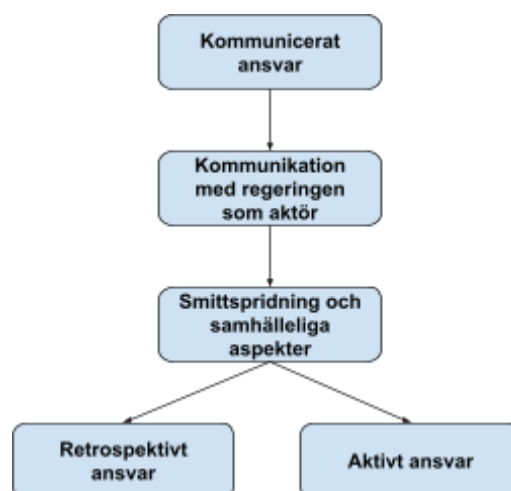 Kommunicerat
ansvar
Kommunikation
med regeringen
som aktör
Smittspridning och
samhälleliga
aspekter
Retrospektivt
ansvar
Aktivt ansvar